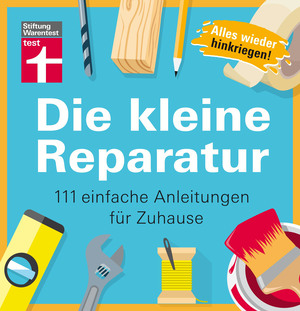 Stiftung
Warentest
test
Alles wieder
hinkriegen!
Die kleine
Reparatur
111 einfache Anleitungen
für Zuhause